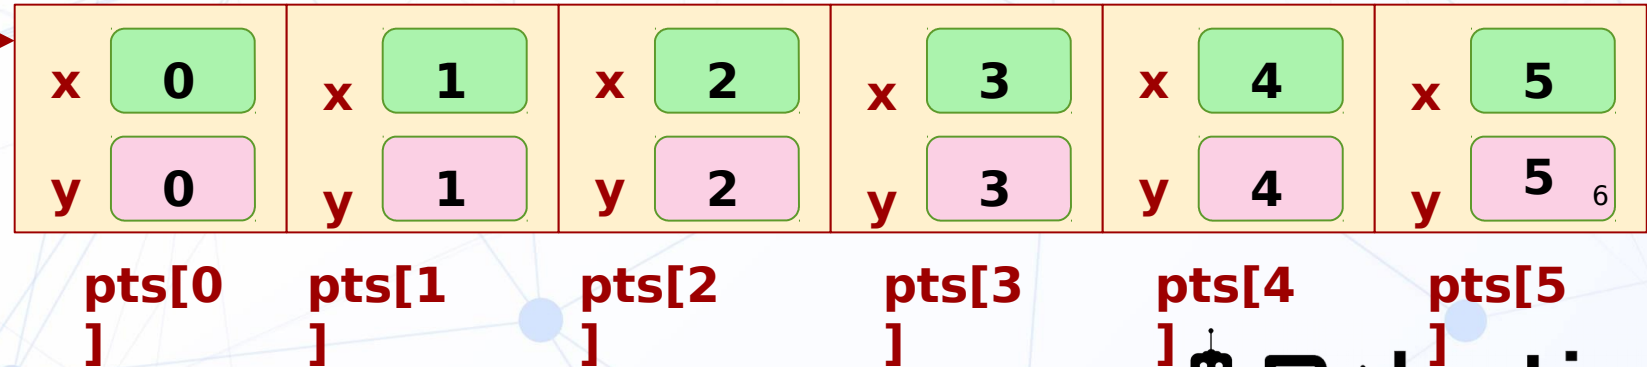 x 0 x 1 x 2 x 3 x 4 x 5
y 0 y 1 y 2 y 3 y 4 y 5 6
pts[0 pts[1 pts[2 pts[3 pts[4 pts[5
] ] ] ] ] ]